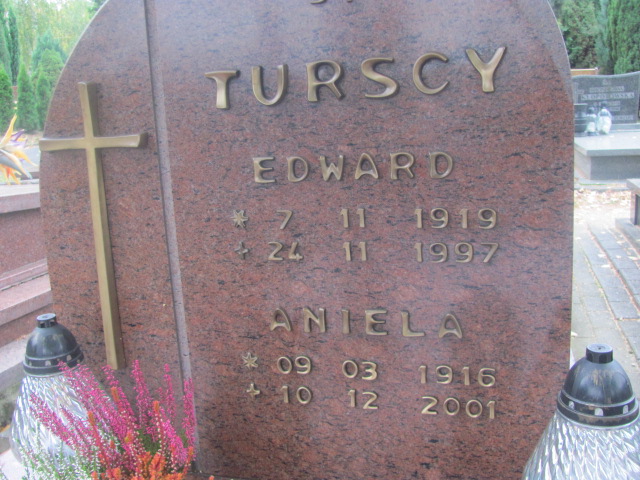 TURSCY
EDWARD
* 7 11 1919
+ 24 11 1997
ANIELA
* 09 03 1916
+ 10 12 2001